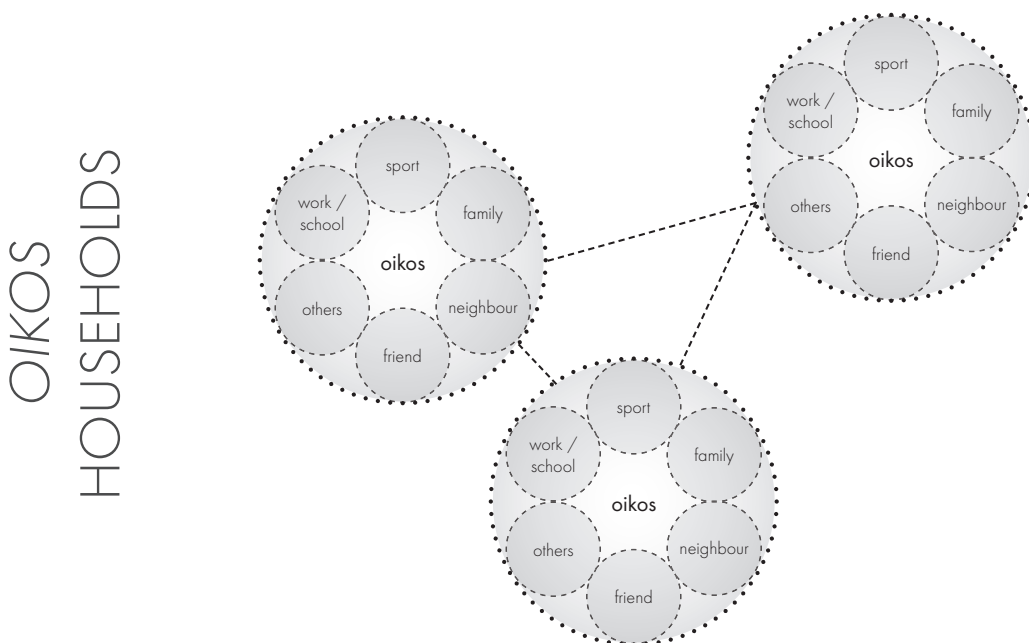 OIKOS
HOUSEHOLDS
sport
work /
school
family
oikos
others
neighbour
friend
sport
work /
school
family
oikos
others
neighbour
friend
sport
work /
school
family
oikos
others
neighbour
friend